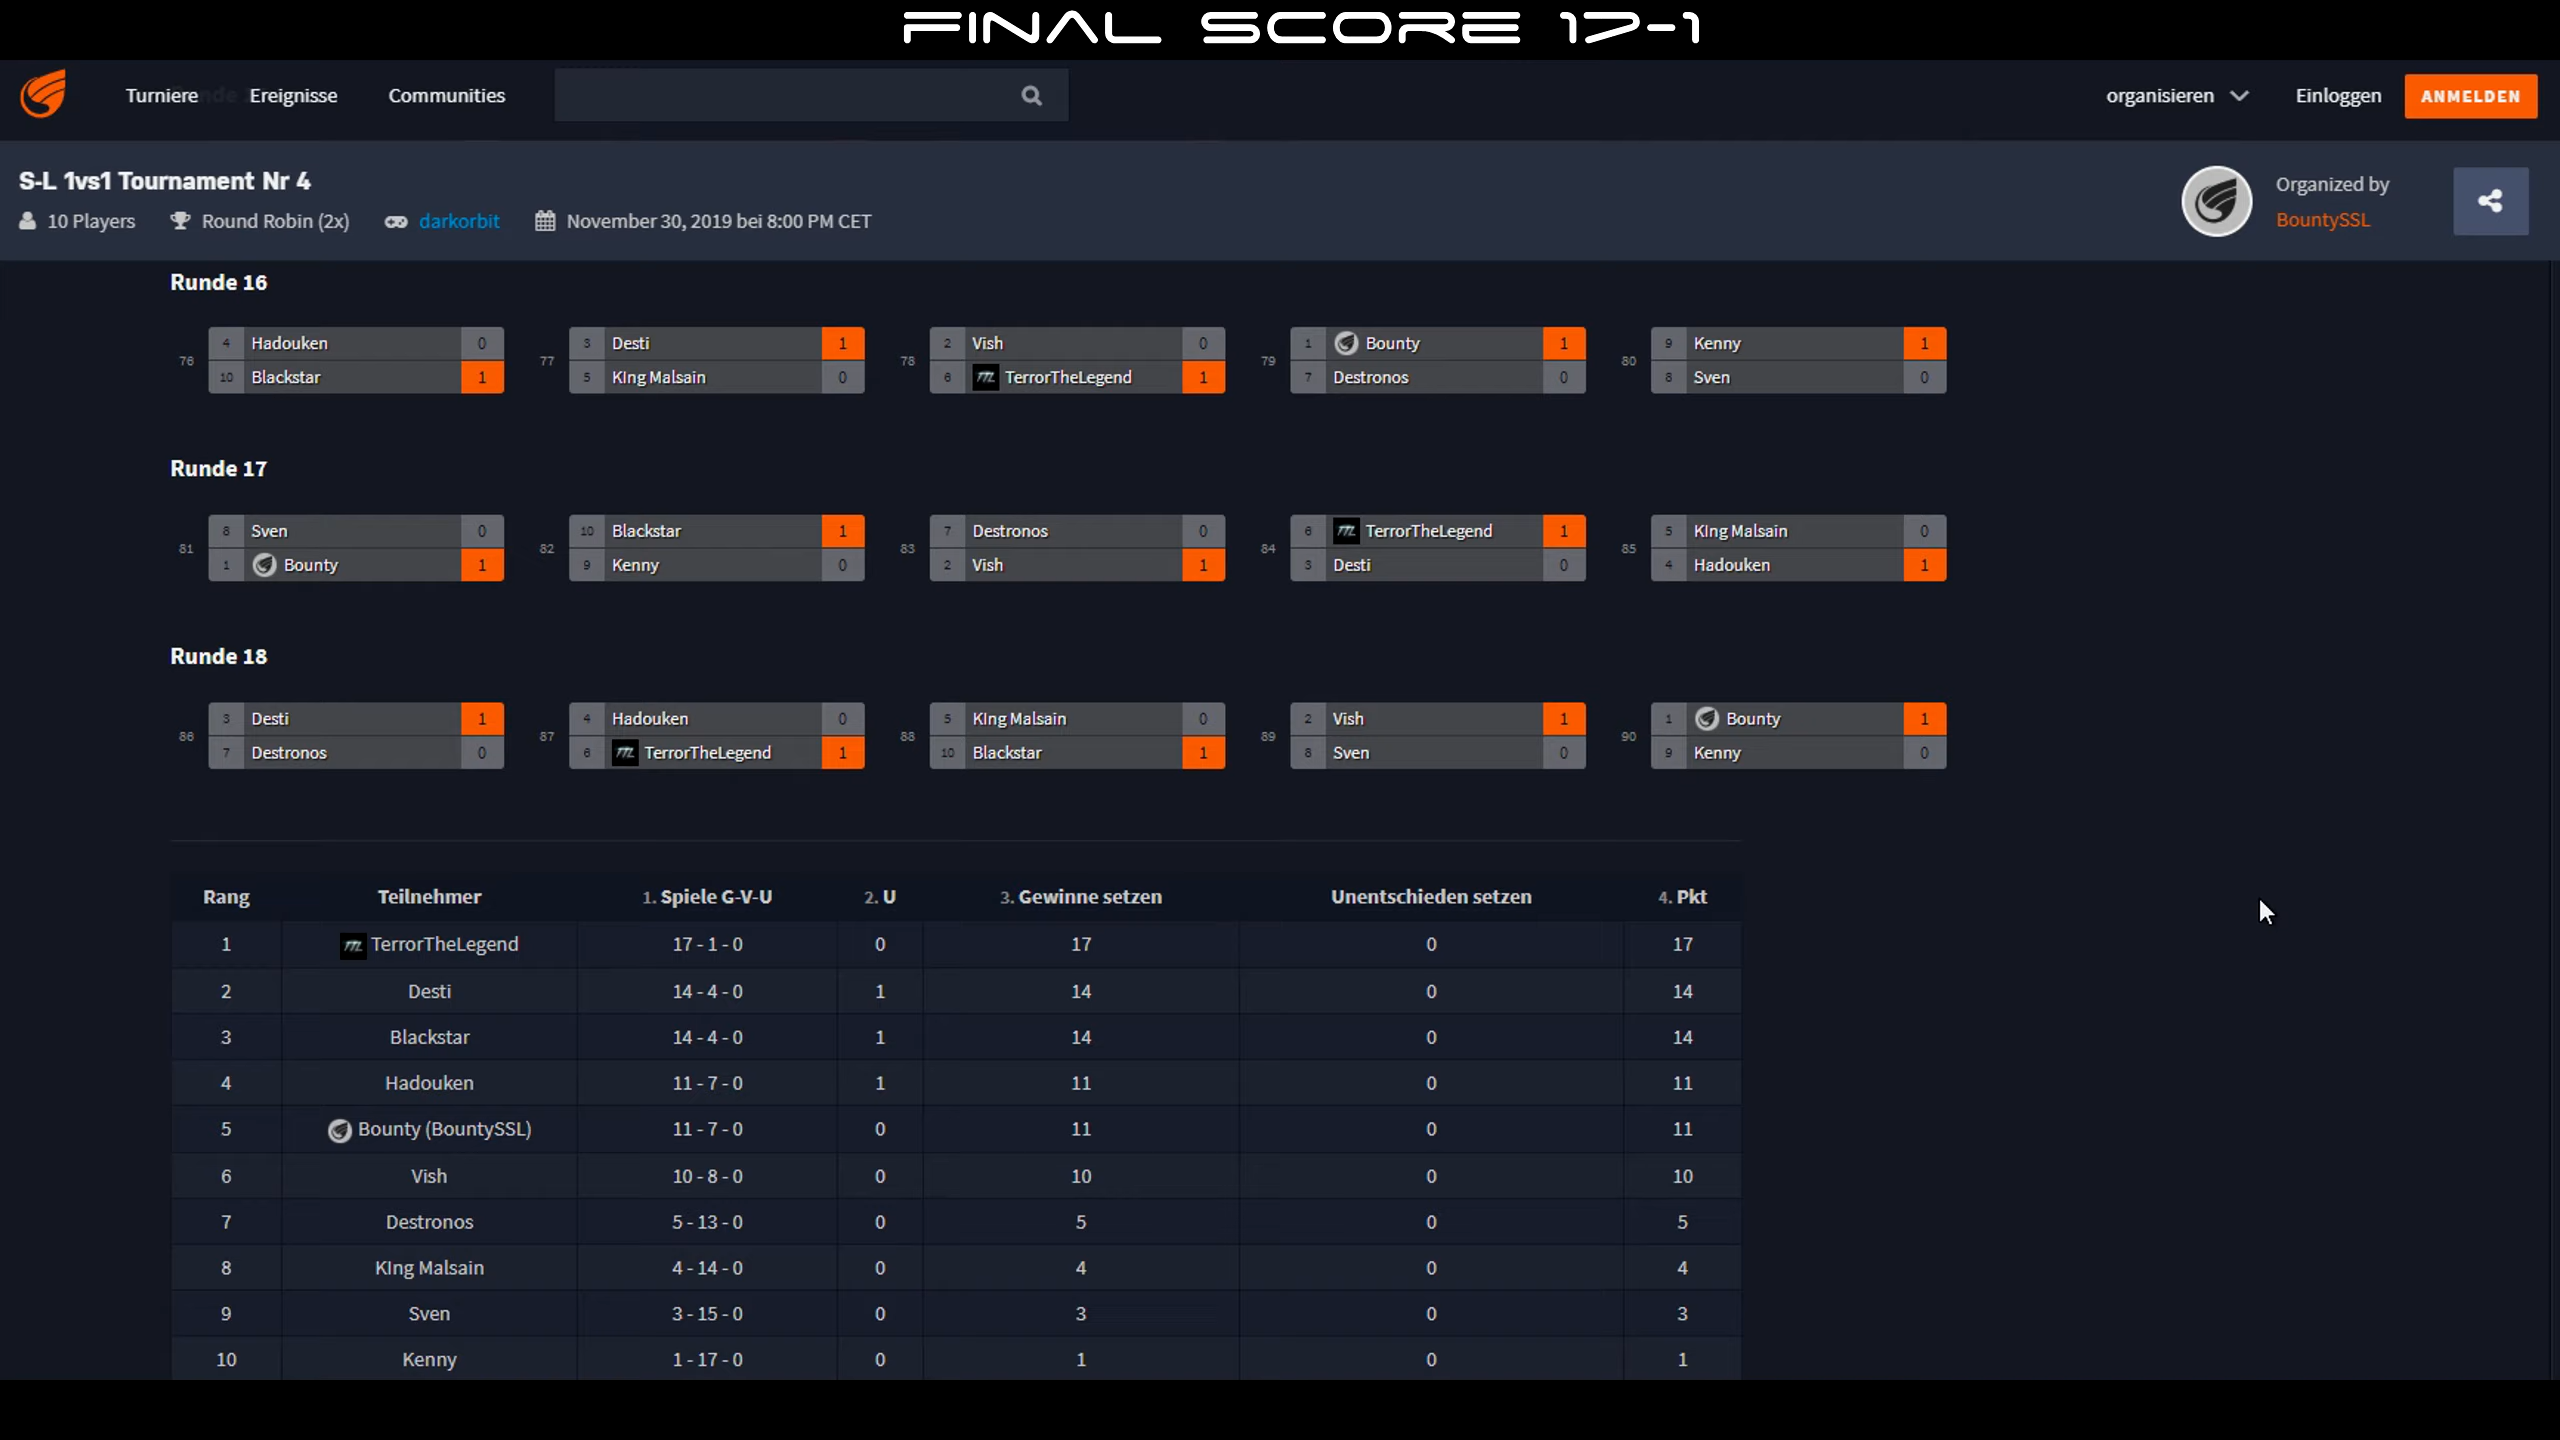 FINAL SCORE 17-1
Turniere Ereignisse Communities organisieren Einloggen ANMELDEN
S-L 1vs1 Tournament Nr 4
10 Players Round Robin (2x) darkorbit November 30, 2019 bei 8:00 PM CET
Organized by
BountySSL
Runde 16
76 4 Hadouken 0
10 Blackstar 1
77 3 Desti 1
5 KIng Malsain 0
78 2 Vish 0
6 TTL TerrorTheLegend 1
79 1 Bounty 1
7 Destronos 0
80 9 Kenny 1
8 Sven 0
Runde 17
81 8 Sven 0
1 Bounty 1
82 10 Blackstar 1
9 Kenny 0
83 7 Destronos 0
2 Vish 1
84 6 TTL TerrorTheLegend 1
3 Desti 0
85 5 KIng Malsain 0
4 Hadouken 1
Runde 18
86 3 Desti 1
7 Destronos 0
87 4 Hadouken 0
6 TTL TerrorTheLegend 1
88 5 KIng Malsain 0
10 Blackstar 1
89 2 Vish 1
8 Sven 0
90 1 Bounty 1
9 Kenny 0
Rang Teilnehmer 1. Spiele G-V-U 2. U 3. Gewinne setzen Unentschieden setzen 4. Pkt
1 TTL TerrorTheLegend 17 - 1 - 0 0 17 0 17
2 Desti 14 - 4 - 0 1 14 0 14
3 Blackstar 14 - 4 - 0 1 14 0 14
4 Hadouken 11 - 7 - 0 1 11 0 11
5 Bounty (BountySSL) 11 - 7 - 0 0 11 0 11
6 Vish 10 - 8 - 0 0 10 0 10
7 Destronos 5 - 13 - 0 0 5 0 5
8 KIng Malsain 4 - 14 - 0 0 4 0 4
9 Sven 3 - 15 - 0 0 3 0 3
10 Kenny 1 - 17 - 0 0 1 0 1